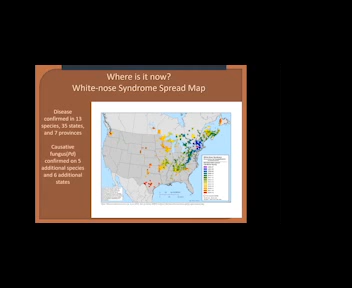 Where is it now?
White-nose Syndrome Spread Map
Disease
confirmed in 13
species, 35 states,
and 7 provinces
Causative
fungus(Pd)
confirmed on 5
additional species
and 6 additional
states